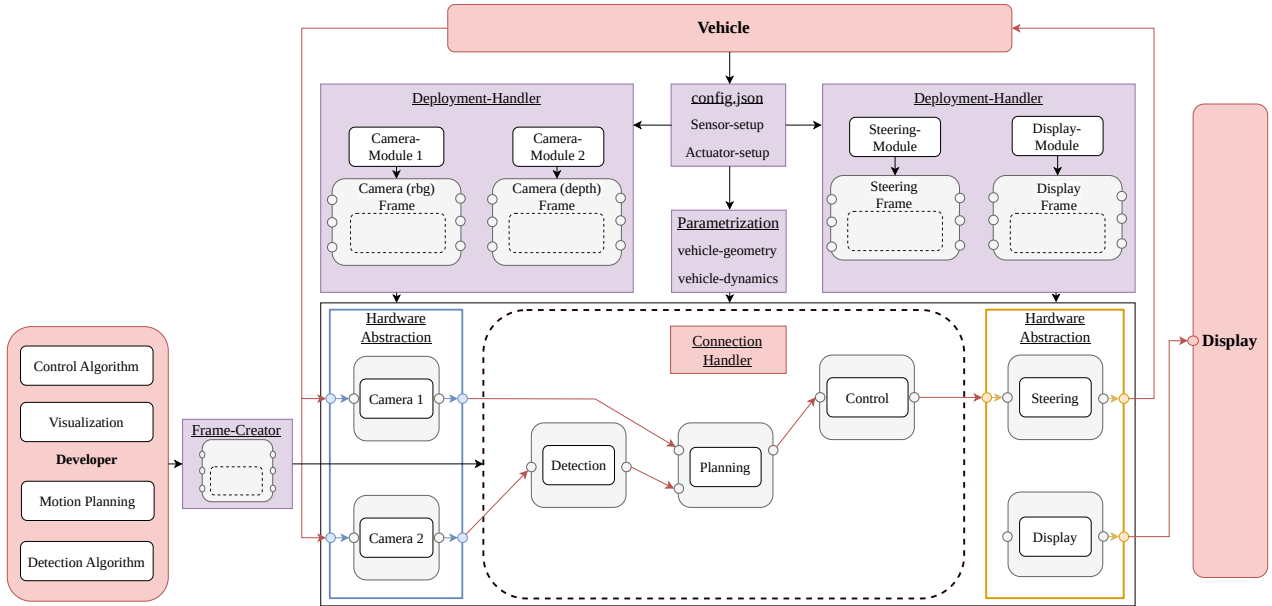 Vehicle
Deployment-Handler
Camera-
Module 1
Camera-
Module 2
Camera (rbg)
Frame
Camera (depth)
Frame
config.json
Sensor-setup
Actuator-setup
Parametrization
vehicle-geometry
vehicle-dynamics
Deployment-Handler
Steering-
Module
Display-
Module
Steering
Frame
Display
Frame
Display
Control Algorithm
Visualization
Developer
Motion Planning
Detection Algorithm
Frame-Creator
Hardware
Abstraction
Camera 1
Camera 2
Connection
Handler
Detection
Planning
Control
Hardware
Abstraction
Steering
Display